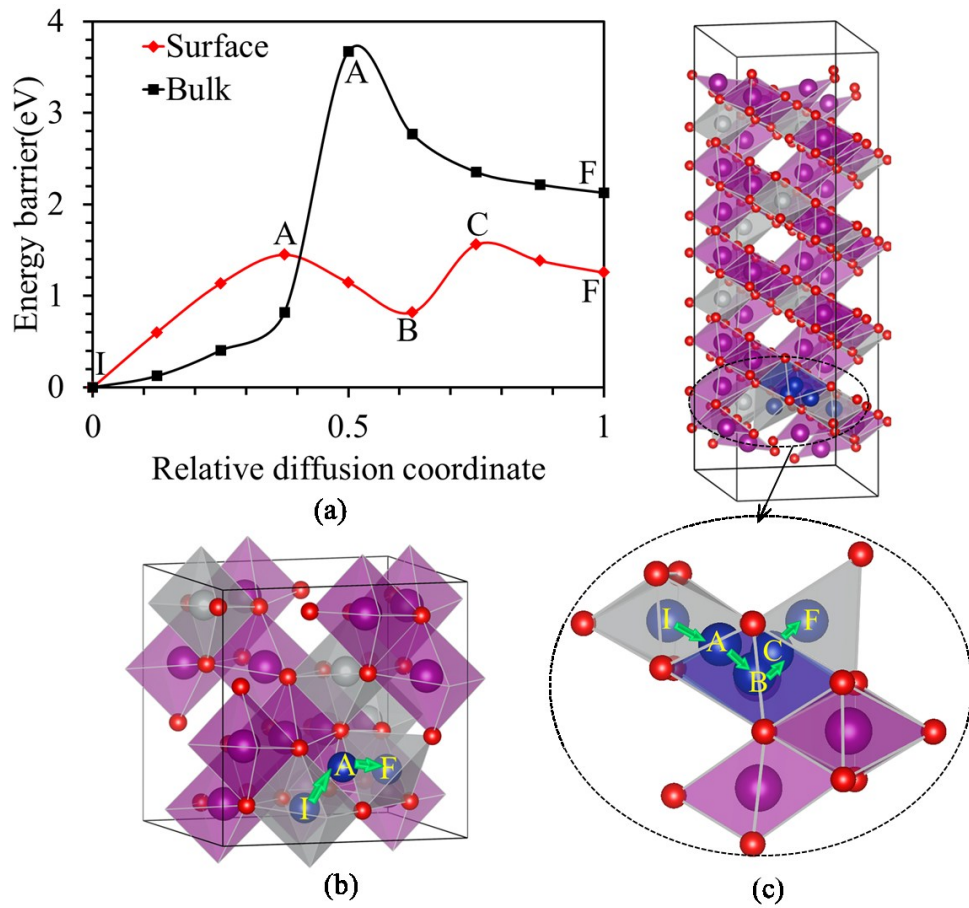 4
Surface
Bulk
A
3
F
2
A
C
1
B
F
I
0
0
0.5
1
Energy barrier(eV)
Relative diffusion coordinate
(a)
I
A
F
(b)
I
A
B
C
F
(c)